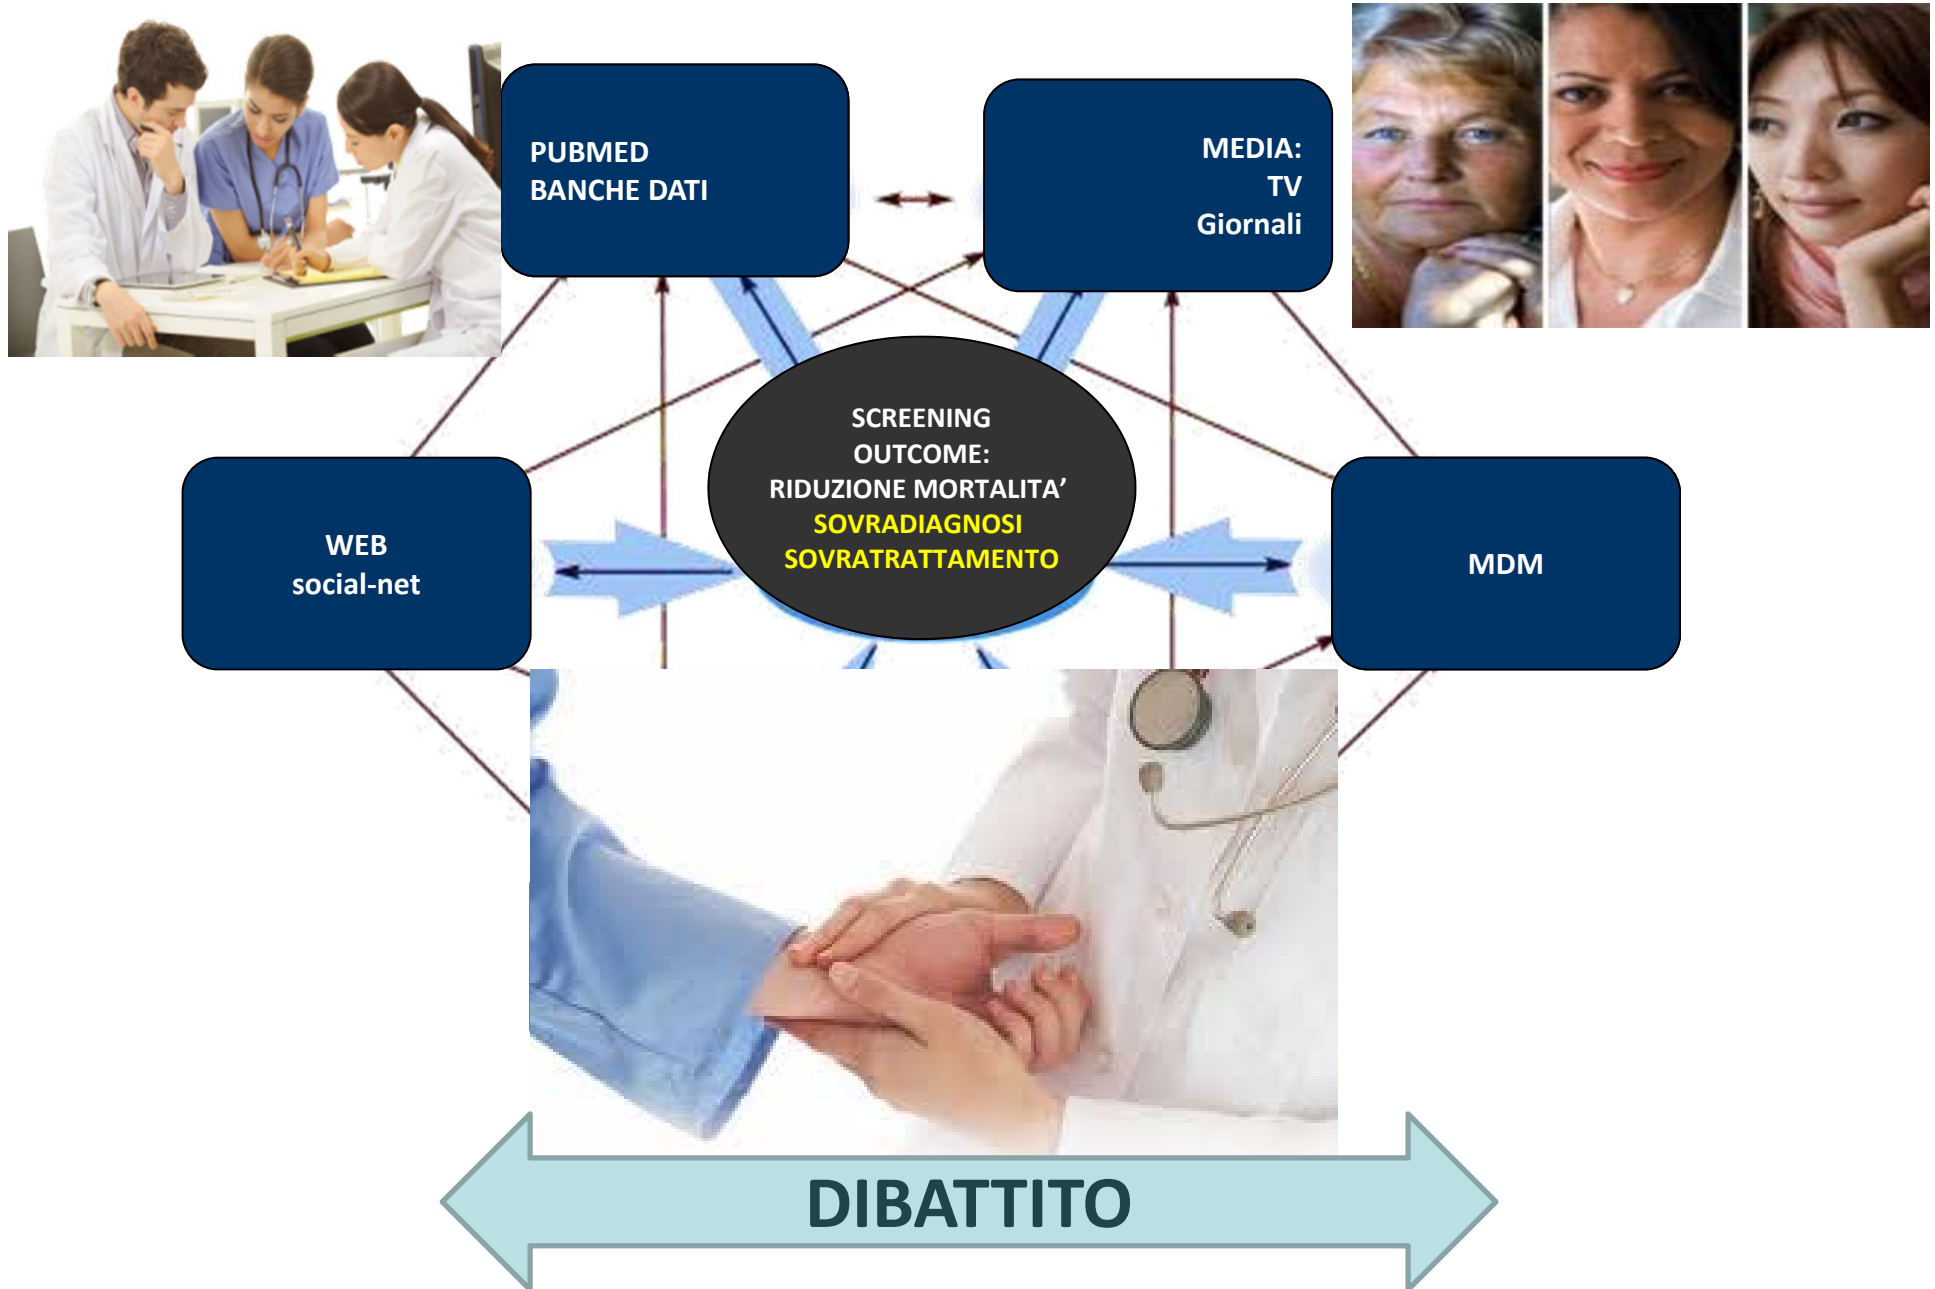 PUBMED
BANCHE DATI
MEDIA:
TV
Giornali
SCREENING
OUTCOME:
RIDUZIONE MORTALITA’
SOVRADIAGNOSI
SOVRATRATTAMENTO
WEB
social-net
MDM
DIBATTITO